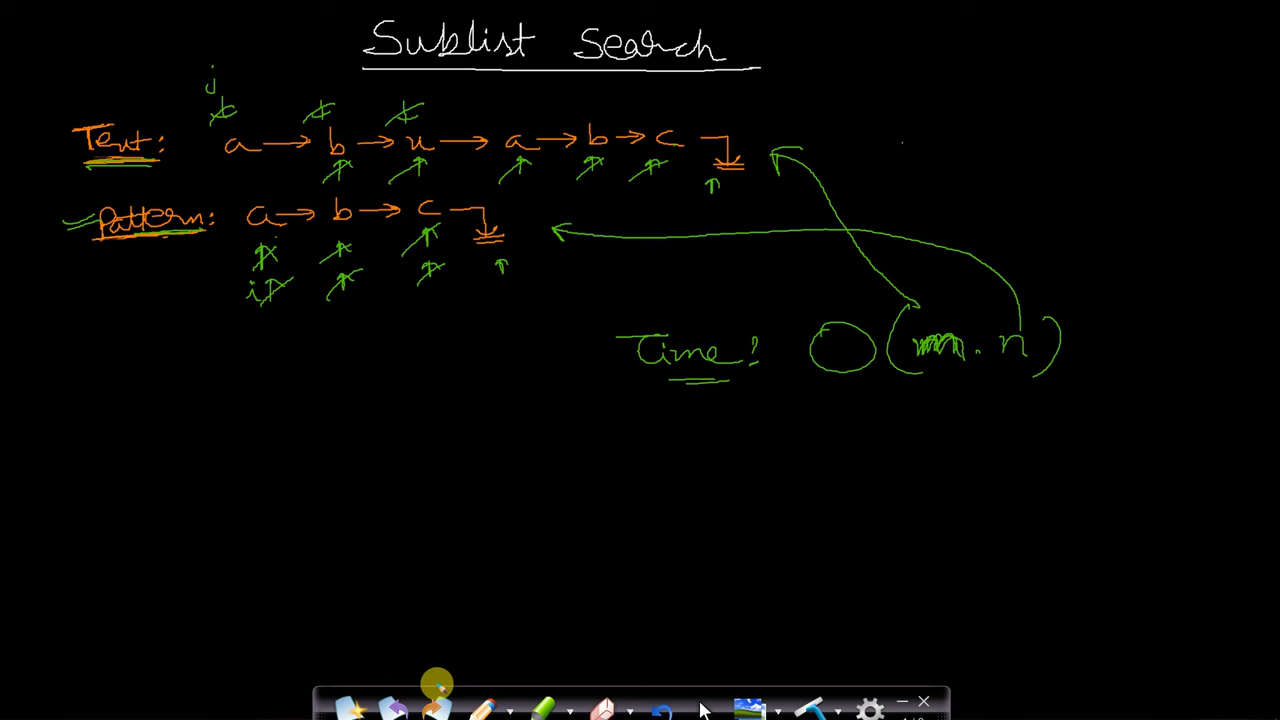 Sublist Search
j
Text: a → b → x → a → b → c
Pattern: a → b → c
i
i
Time: O(m.n)